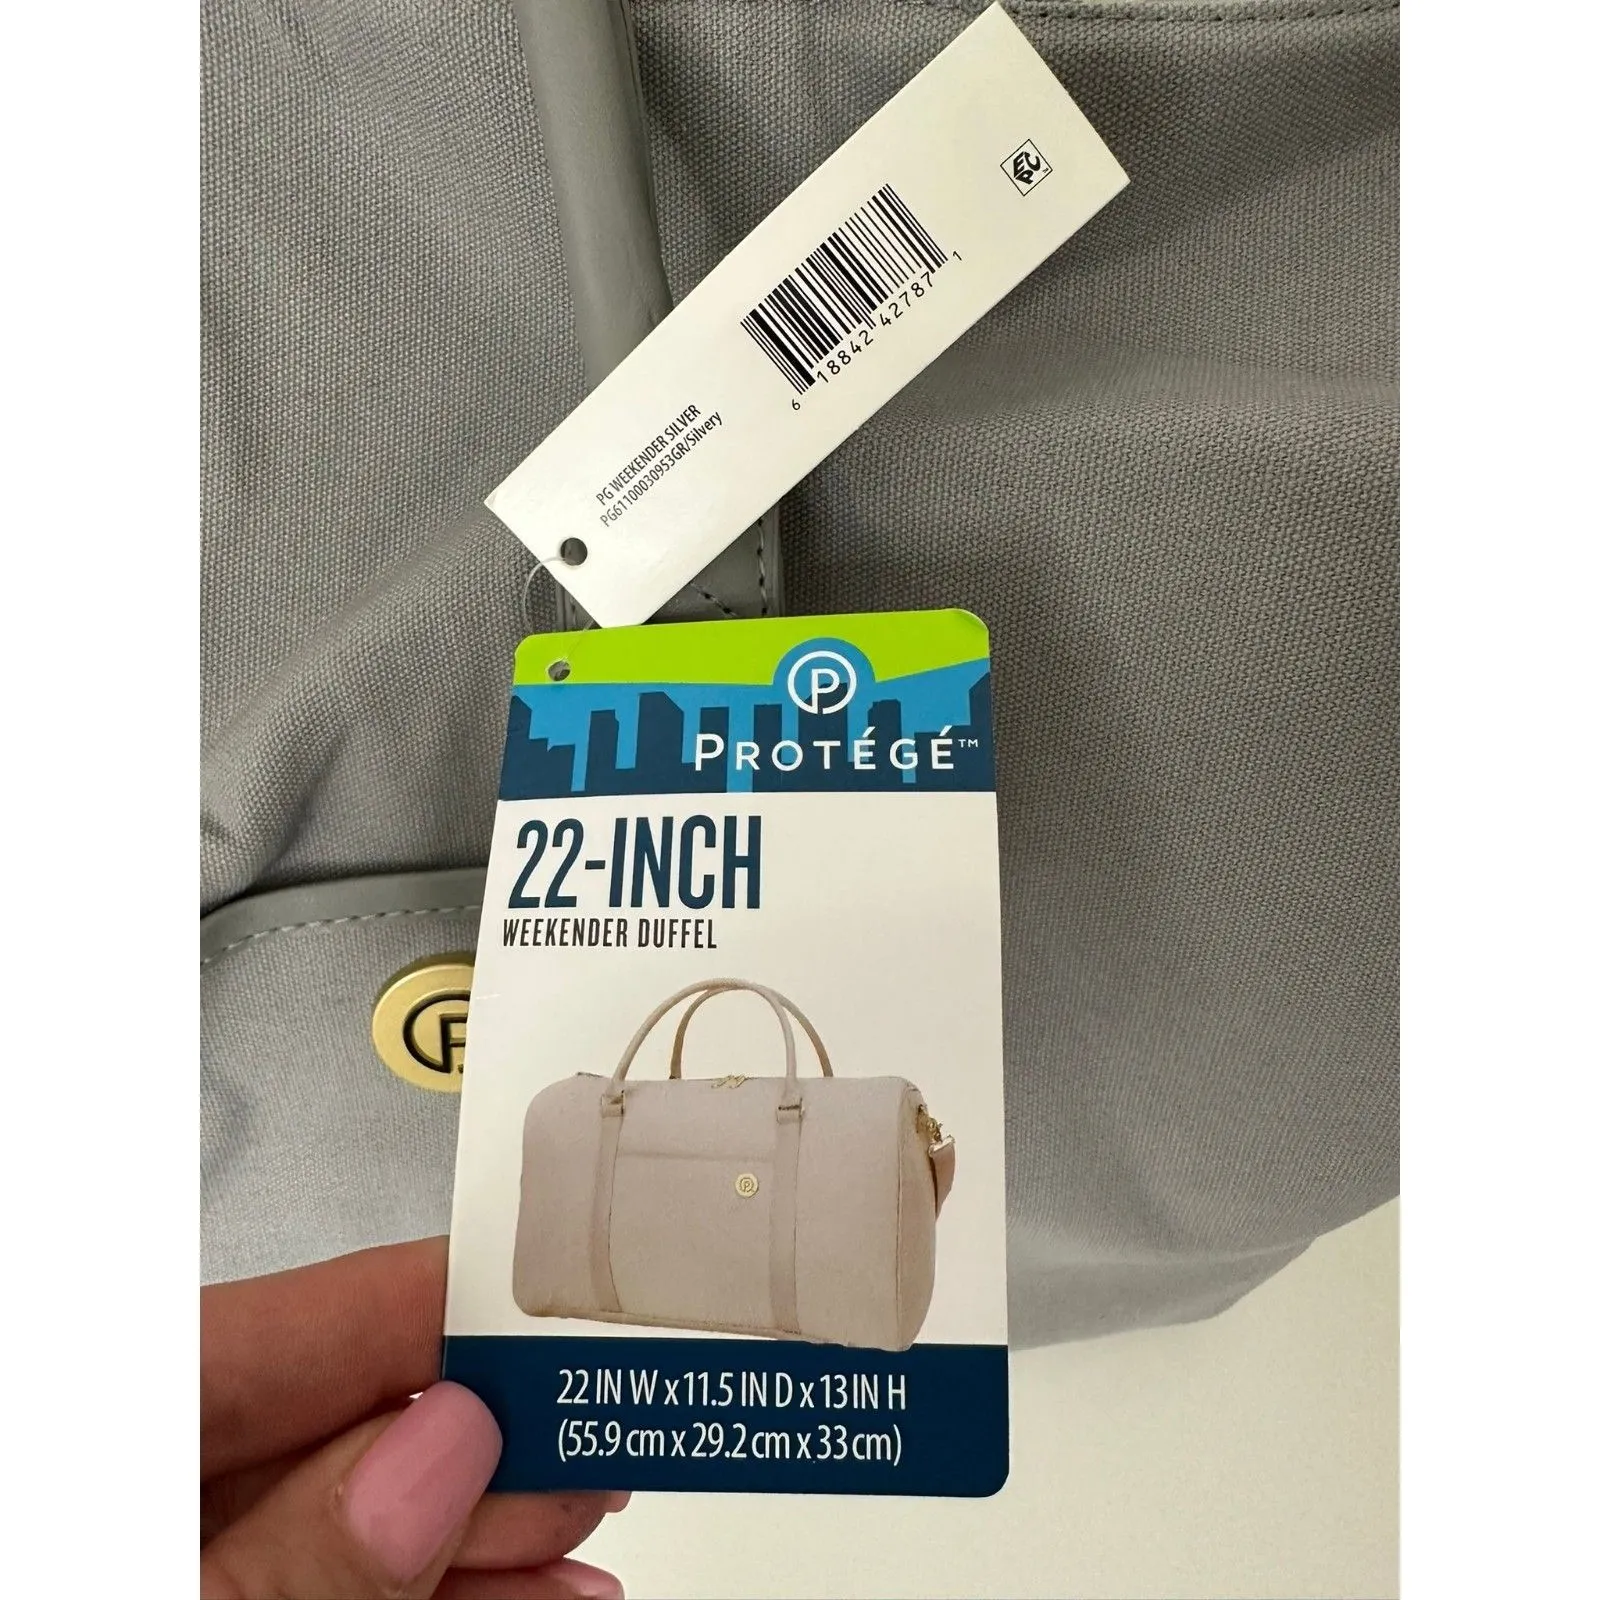 EPC
6 18842 42787 1
PG WEEKENDER SILVER
PG61100030953GR/Silvery
P
PROTÉGÉ™
22-INCH
WEEKENDER DUFFEL
P
P
22 IN W x 11.5 IN D x 13 IN H
(55.9 cm x 29.2 cm x 33 cm)